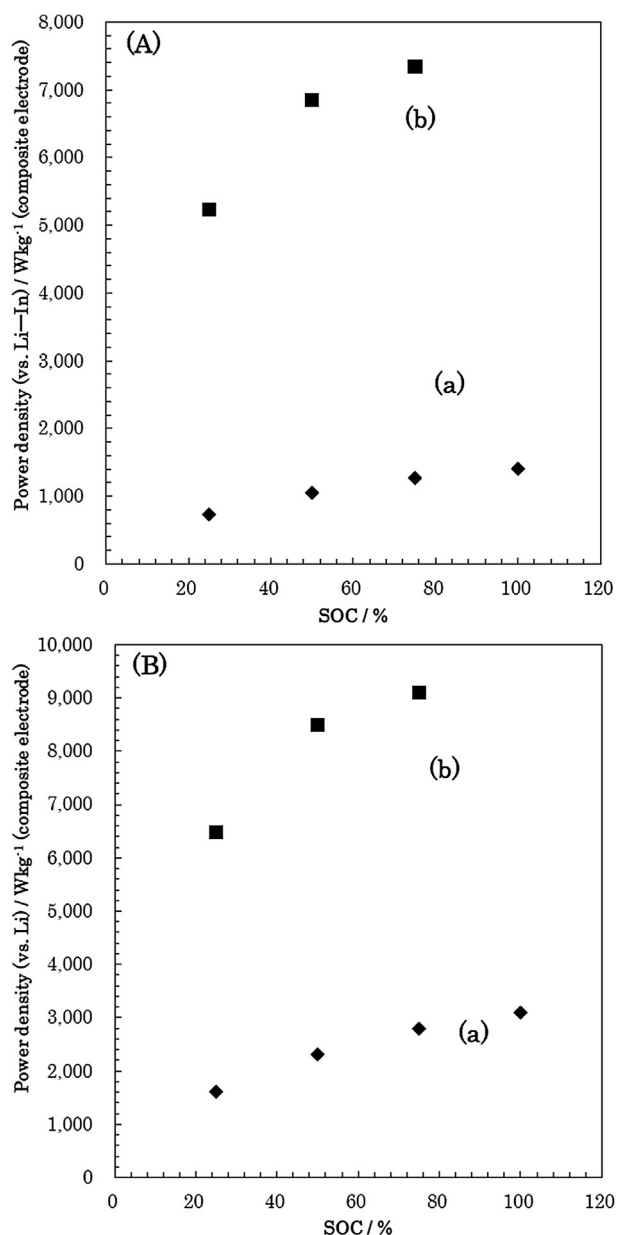 (A)
8,000
7,000
6,000
5,000
4,000
3,000
2,000
1,000
0
Power density (vs. Li—In) / Wkg-1 (composite electrode)
(b)
(a)
0 20 40 60 80 100 120
SOC / %
(B)
10,000
9,000
8,000
7,000
6,000
5,000
4,000
3,000
2,000
1,000
0
Power density (vs. Li) / Wkg-1 (composite electrode)
(b)
(a)
0 20 40 60 80 100 120
SOC / %